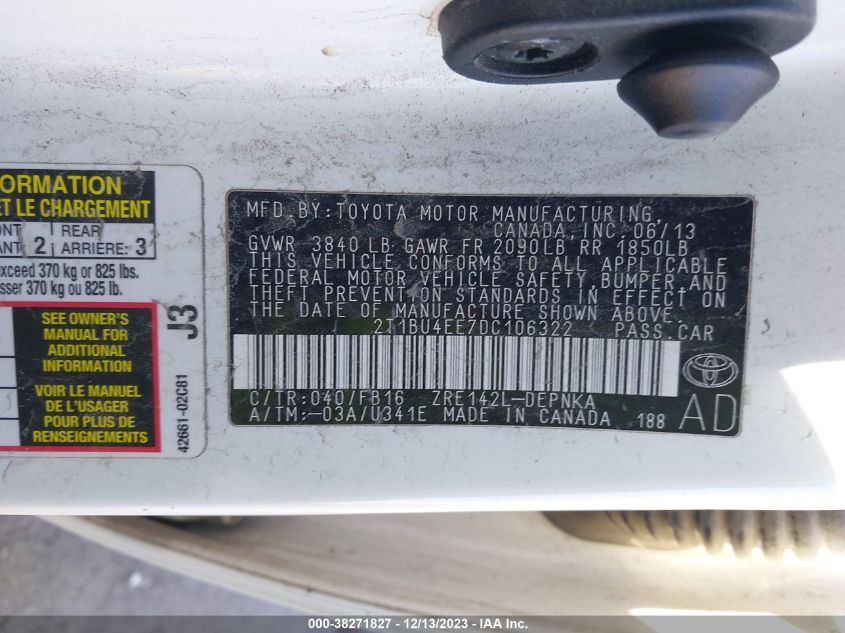 ORMATION
ET LE CHARGEMENT
NT 2 REAR
ANT ARRIÈRE: 3
exceed 370 kg or 825 lbs.
sser 370 kg ou 825 lb.
SEE OWNER'S
MANUAL FOR
ADDITIONAL
INFORMATION
VOIR LE MANUEL
DE L'USAGER
POUR PLUS DE
RENSEIGNEMENTS
J3
42661-02C81
MFD. BY: TOYOTA MOTOR MANUFACTURING,
CANADA, INC. 06/13
GVWR 3840 LB GAWR FR 2090LB RR 1850LB
THIS VEHICLE CONFORMS TO ALL APPLICABLE
FEDERAL MOTOR VEHICLE SAFETY, BUMPER, AND
THEFT PREVENTION STANDARDS IN EFFECT ON
THE DATE OF MANUFACTURE SHOWN ABOVE.
2T1BU4EE7DC106322 PASS. CAR
C/TR: 040/FB16 ZRE142L-DEPNKA
A/TM: -03A/U341E MADE IN CANADA 188
AD
000-38271827 - 12/13/2023 - IAA Inc.